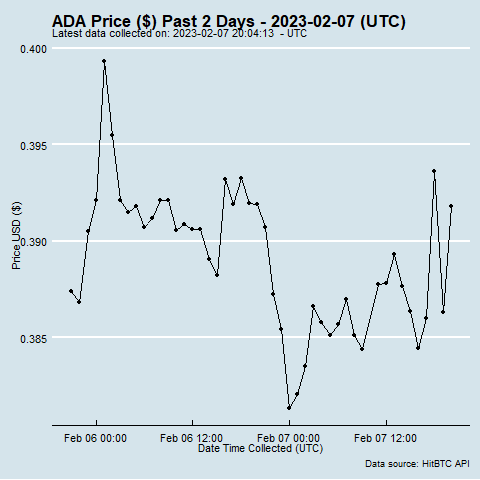 ADA Price ($) Past 2 Days - 2023-02-07 (UTC)
Latest data collected on: 2023-02-07 20:04:13  - UTC
0.400
0.395
0.390
0.385
Price USD ($)
Feb 06 00:00
Feb 06 12:00
Feb 07 00:00
Feb 07 12:00
Date Time Collected (UTC)
Data source: HitBTC API